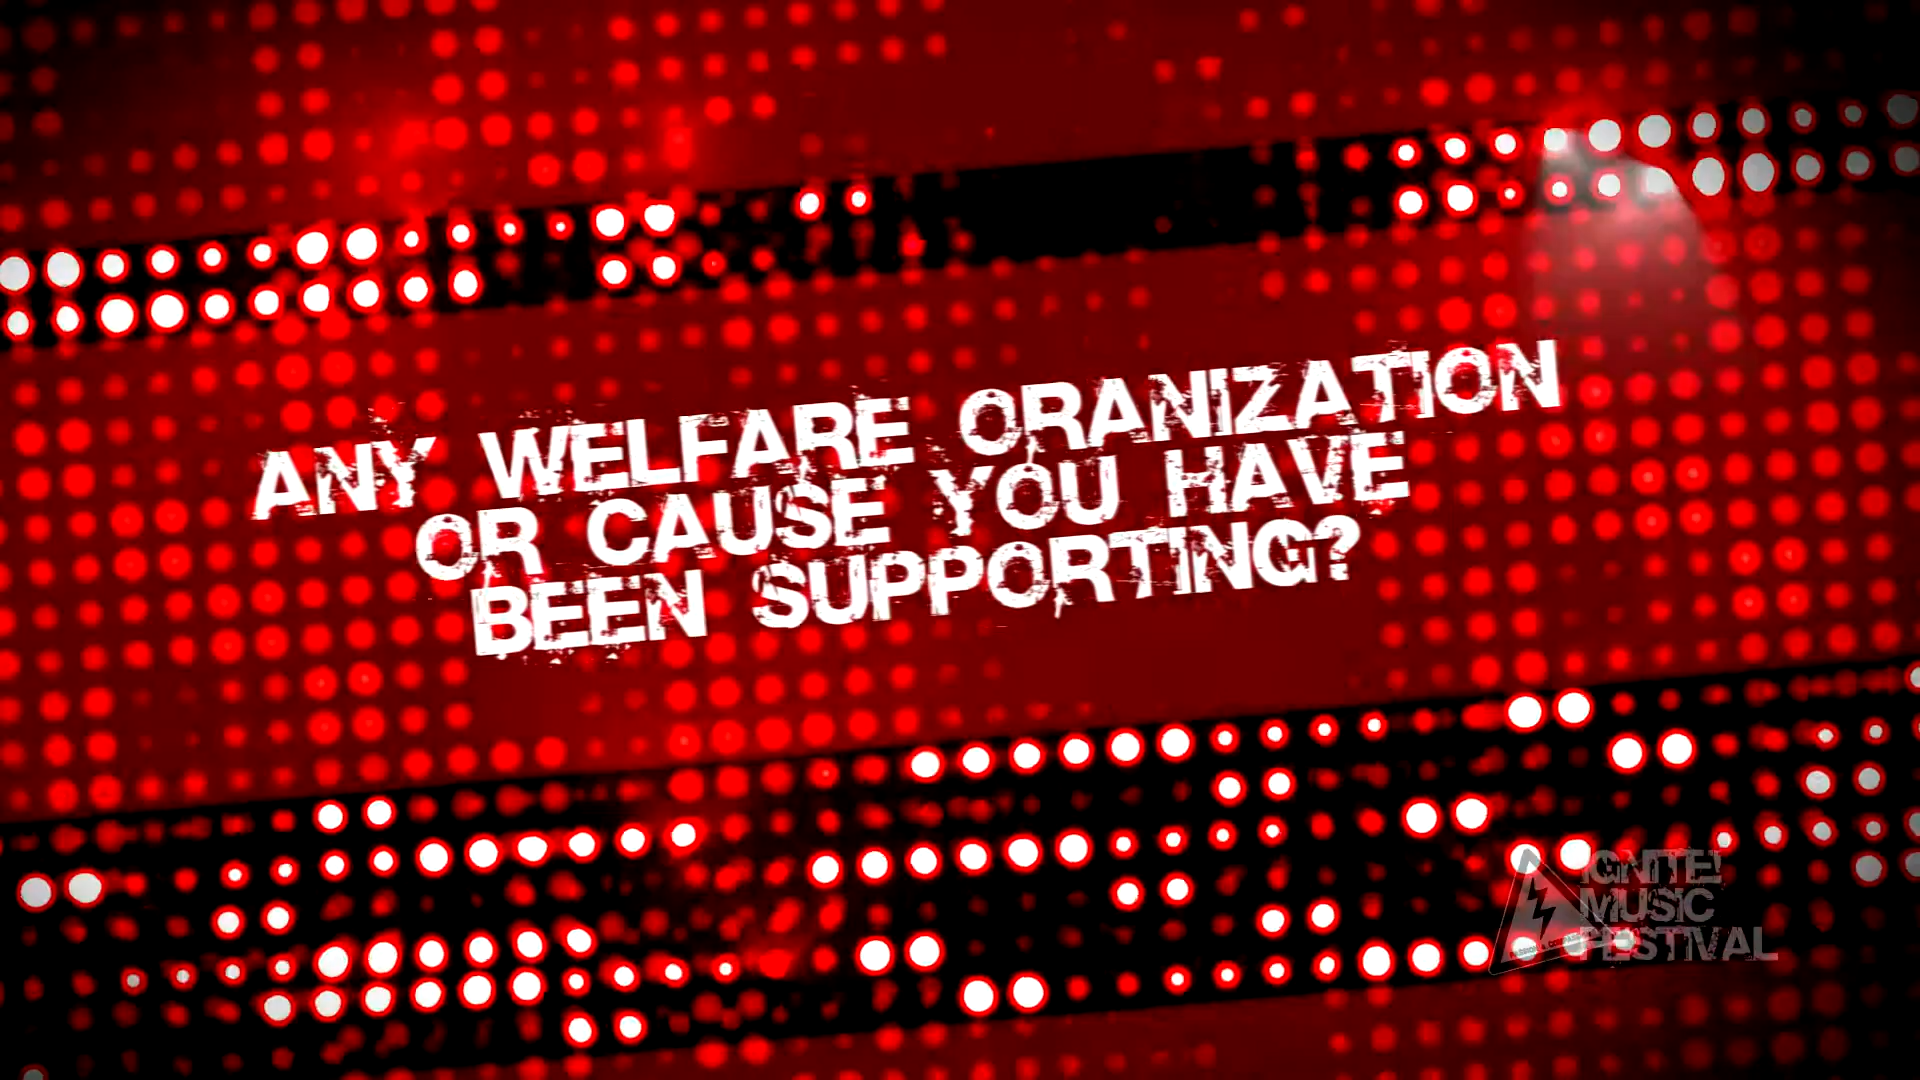 ANY WELFARE ORANIZATION
OR CAUSE YOU HAVE
BEEN SUPPORTING?
IGNITE!
MUSIC
FESTIVAL